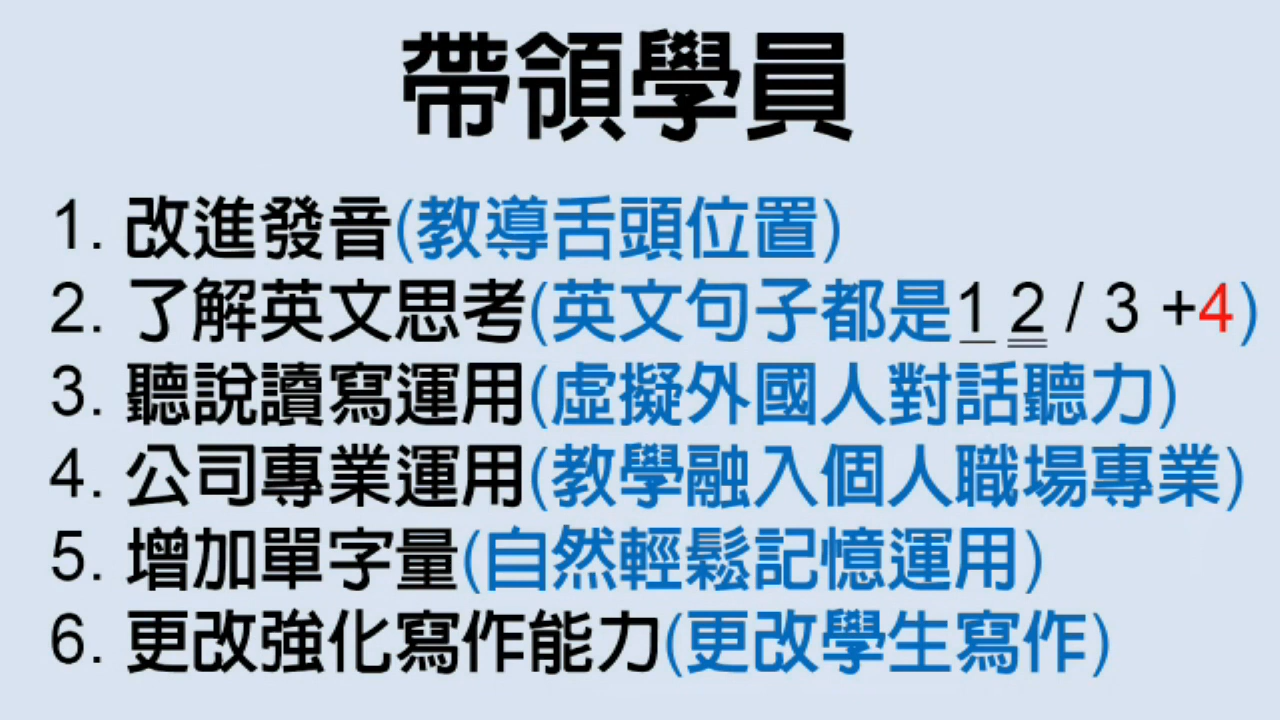 帶領學員
1. 改進發音(教導舌頭位置)
2. 了解英文思考(英文句子都是1 2 / 3 +4)
3. 聽說讀寫運用(虛擬外國人對話聽力)
4. 公司專業運用(教學融入個人職場專業)
5. 增加單字量(自然輕鬆記憶運用)
6. 更改強化寫作能力(更改學生寫作)